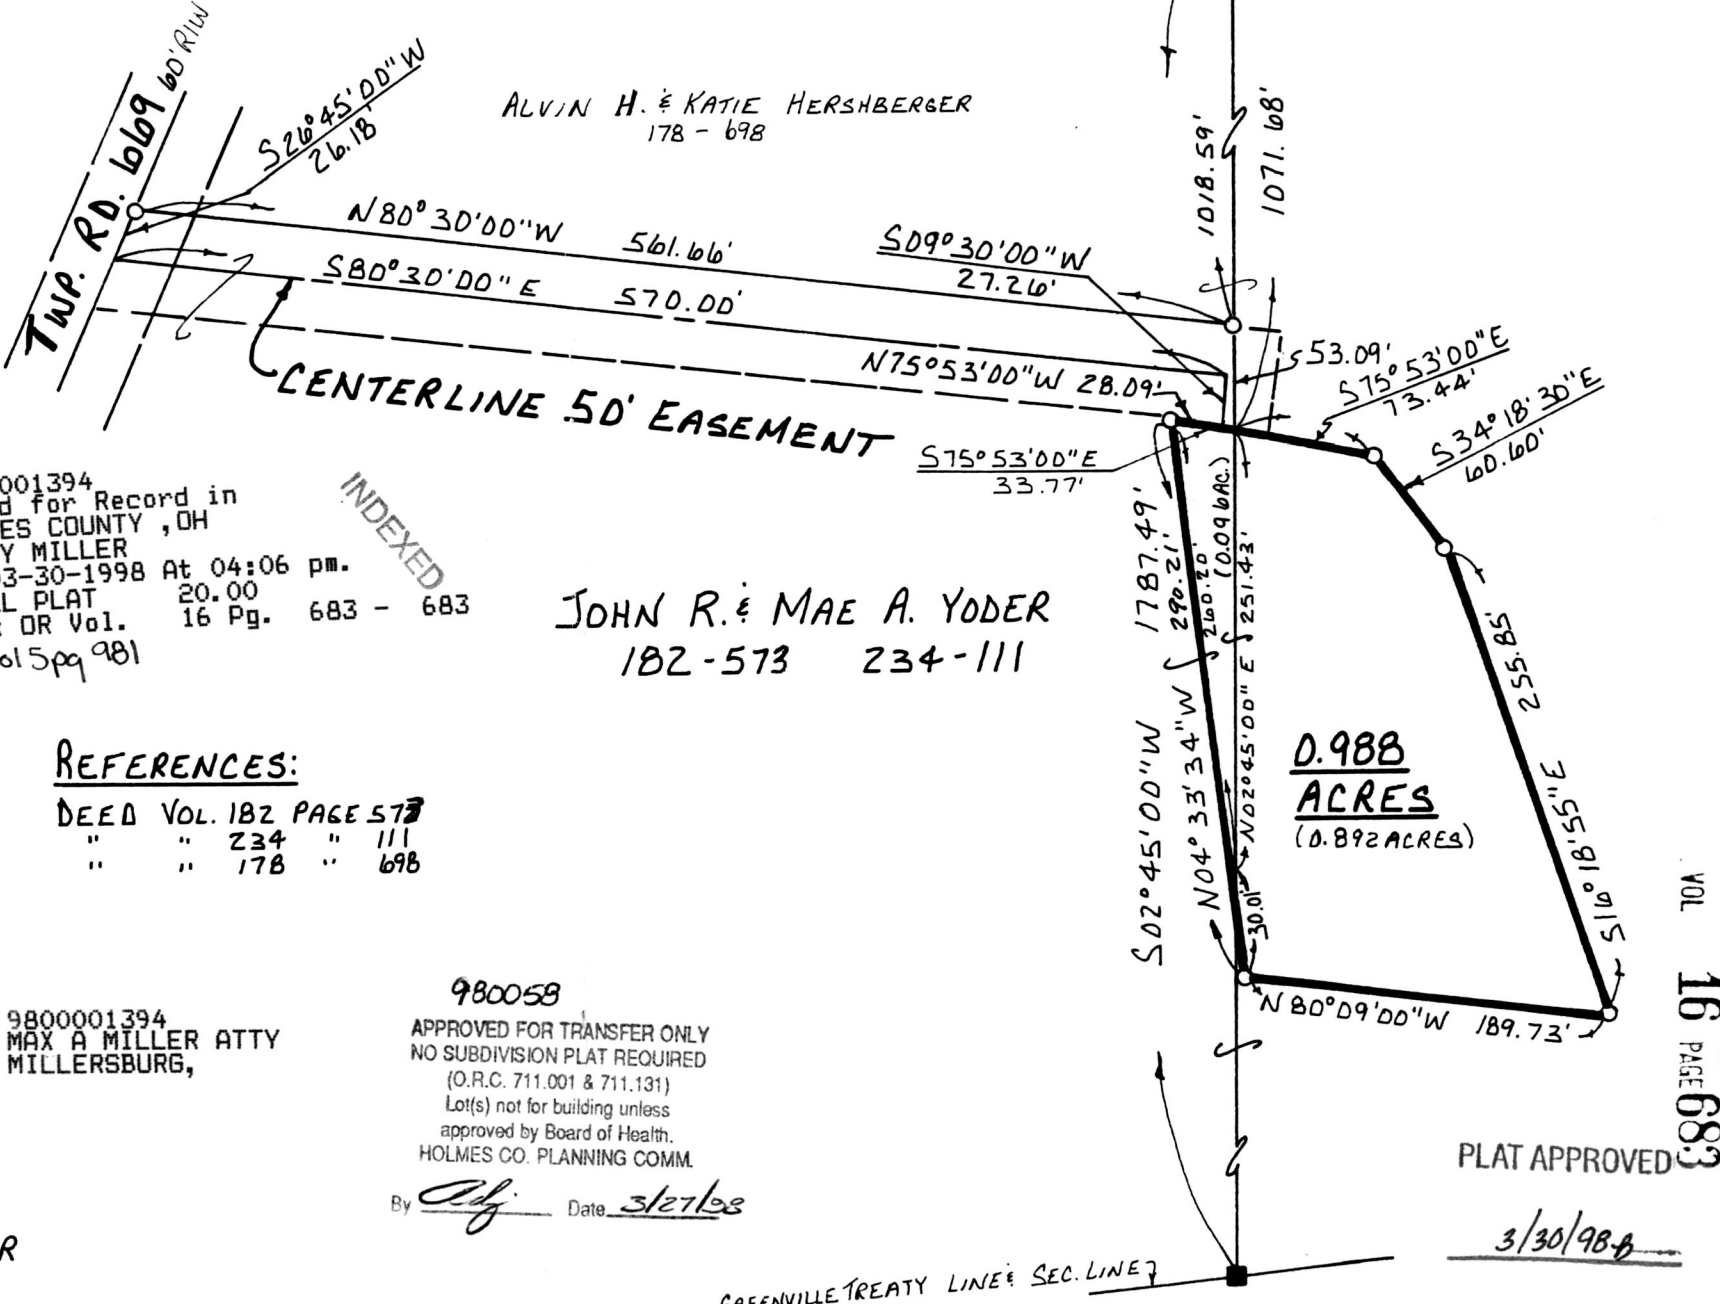 TWP. RD. 669 60' R/W
S26°45'00"W
26.18'
ALVIN H. & KATIE HERSHBERGER
178 - 698
1018.59'
1071.68'
N80°30'00"W 561.66'
S80°30'00"E 570.00'
S09°30'00"W
27.26'
CENTERLINE 50' EASEMENT
N75°53'00"W 28.09'
53.09'
S75°53'00"E
73.44'
S34°18'30"E
60.60'
S75°53'00"E
33.77'
001394
d for Record in
ES COUNTY ,OH
Y MILLER
3-30-1998 At 04:06 pm.
L PLAT 20.00
OR Vol. 16 Pg. 683 - 683
ol 5 pg 981
INDEXED
JOHN R. & MAE A. YODER
182-573 234-111
S02°45'00"W 1787.49'
N04°33'34"W 290.21'
260.20'
(0.096AC.)
N02°45'00"E 251.43'
30.01'
255.85'
S16°18'55"E
0.988
ACRES
(0.892 ACRES)
N80°09'00"W 189.73'
REFERENCES:
DEED VOL. 182 PAGE 573
" " 234 " 111
" " 178 " 698
9800001394
MAX A MILLER ATTY
MILLERSBURG,
980058
APPROVED FOR TRANSFER ONLY
NO SUBDIVISION PLAT REQUIRED
(O.R.C. 711.001 & 711.131)
Lot(s) not for building unless
approved by Board of Health.
HOLMES CO. PLANNING COMM.
By Date 3/27/98
VOL 16 PAGE 683
PLAT APPROVED
3/30/98
R
GREENVILLE TREATY LINE & SEC. LINE